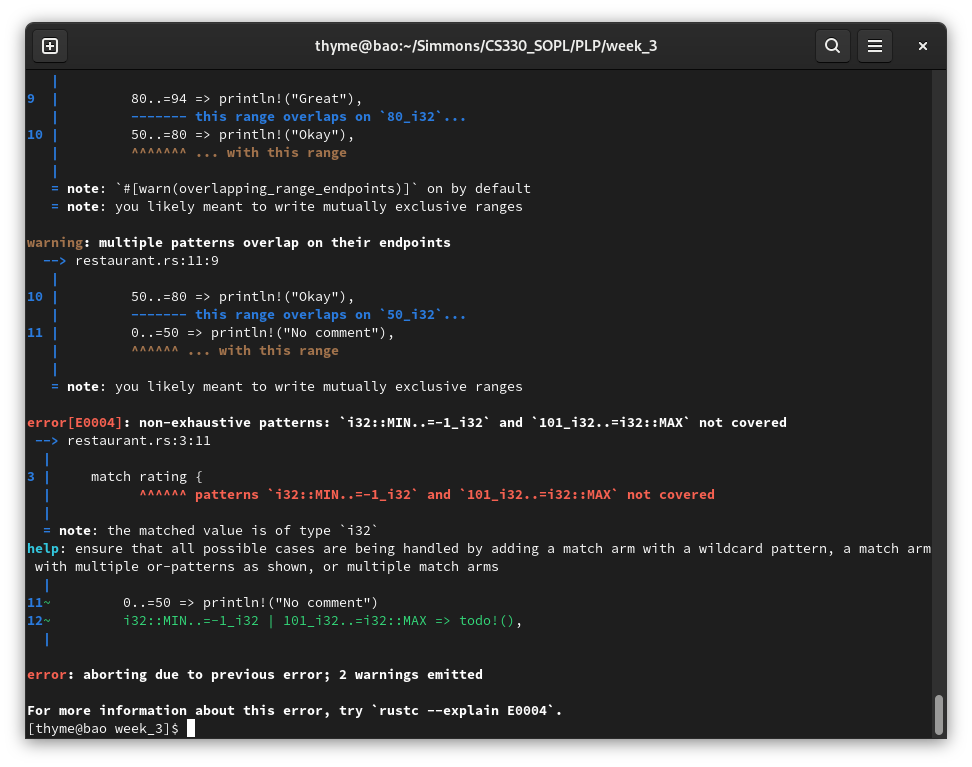 thyme@bao:~/Simmons/CS330_SOPL/PLP/week_3
   |
9  |         80..=94 => println!("Great"),
   |         ------- this range overlaps on `80_i32`...
10 |         50..=80 => println!("Okay"),
   |         ^^^^^^^ ... with this range
   |
   = note: `#[warn(overlapping_range_endpoints)]` on by default
   = note: you likely meant to write mutually exclusive ranges
warning: multiple patterns overlap on their endpoints
  --> restaurant.rs:11:9
   |
10 |         50..=80 => println!("Okay"),
   |         ------- this range overlaps on `50_i32`...
11 |         0..=50 => println!("No comment"),
   |         ^^^^^^ ... with this range
   |
   = note: you likely meant to write mutually exclusive ranges
error[E0004]: non-exhaustive patterns: `i32::MIN..=-1_i32` and `101_i32..=i32::MAX` not covered
 --> restaurant.rs:3:11
  |
3 |     match rating {
  |           ^^^^^^ patterns `i32::MIN..=-1_i32` and `101_i32..=i32::MAX` not covered
  |
  = note: the matched value is of type `i32`
help: ensure that all possible cases are being handled by adding a match arm with a wildcard pattern, a match arm
 with multiple or-patterns as shown, or multiple match arms
  |
11~         0..=50 => println!("No comment")
12~         i32::MIN..=-1_i32 | 101_i32..=i32::MAX => todo!(),
  |
error: aborting due to previous error; 2 warnings emitted
For more information about this error, try `rustc --explain E0004`.
[thyme@bao week_3]$